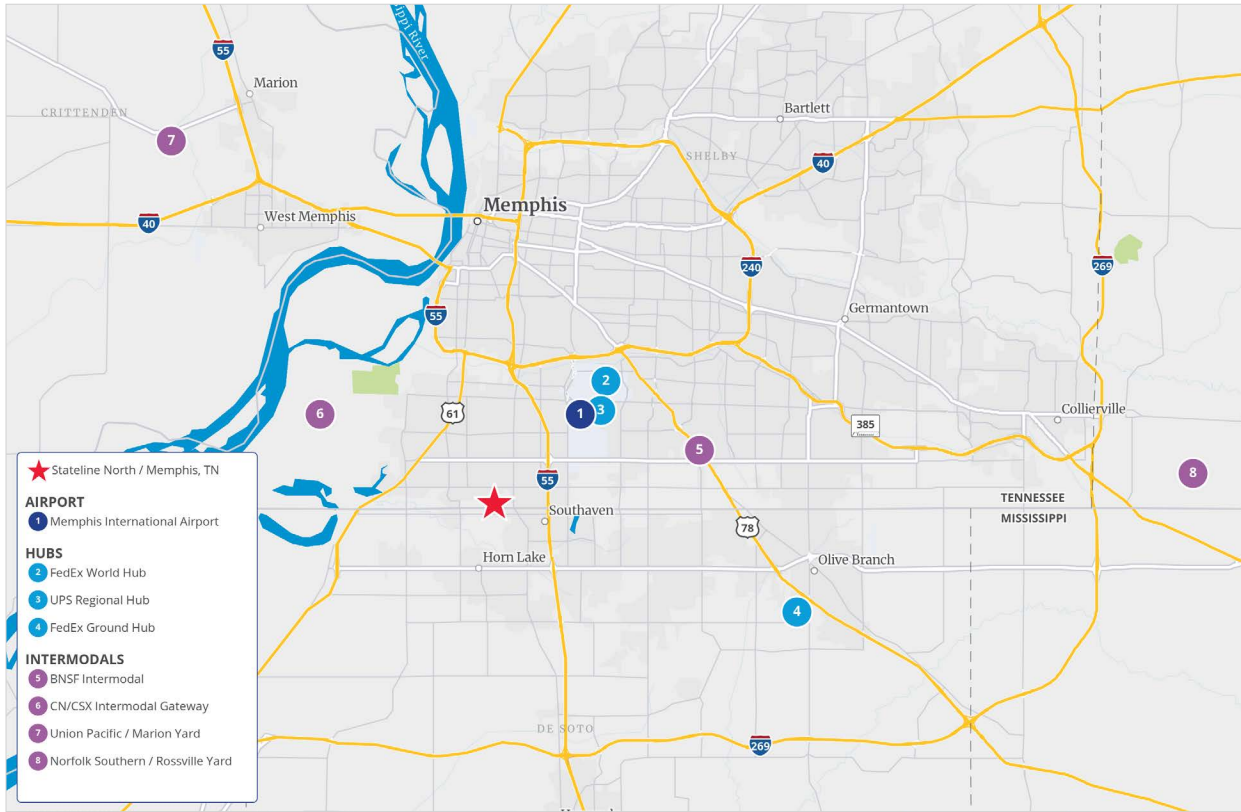 55
ippi River
Marion
CRITTENDEN
7
Bartlett
SHELBY
40
40
West Memphis
Memphis
240
269
55
Germantown
2
6
61
1
3
385
Collierville
5
8
55
Southaven
TENNESSEE
MISSISSIPPI
78
Horn Lake
Olive Branch
4
DE SOTO
269
Stateline North / Memphis, TN
AIRPORT
1 Memphis International Airport
HUBS
2 FedEx World Hub
3 UPS Regional Hub
4 FedEx Ground Hub
INTERMODALS
5 BNSF Intermodal
6 CN/CSX Intermodal Gateway
7 Union Pacific / Marion Yard
8 Norfolk Southern / Rossville Yard